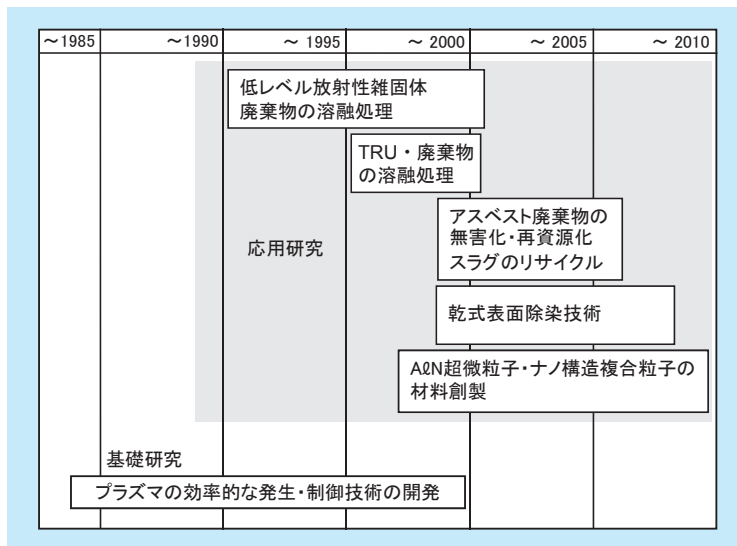 ～1985 ～1990 ～ 1995 ～ 2000 ～ 2005 ～ 2010
低レベル放射性雑固体
廃棄物の溶融処理
TRU・廃棄物
の溶融処理
アスベスト廃棄物の
無害化・再資源化
スラグのリサイクル
応用研究
乾式表面除染技術
AℓN超微粒子・ナノ構造複合粒子の
材料創製
基礎研究
プラズマの効率的な発生・制御技術の開発